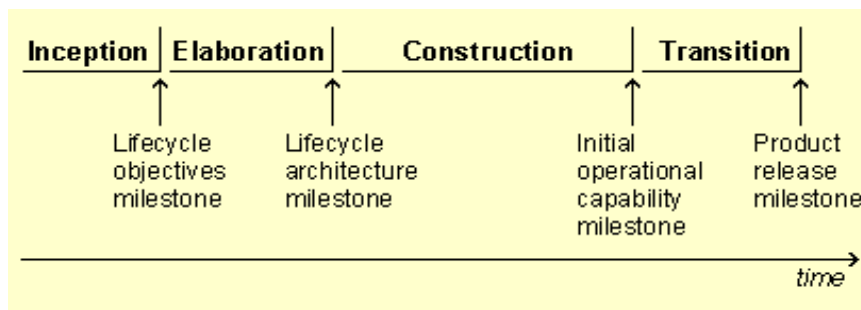 Inception Elaboration Construction Transition
Lifecycle objectives milestone
Lifecycle architecture milestone
Initial operational capability milestone
Product release milestone
time